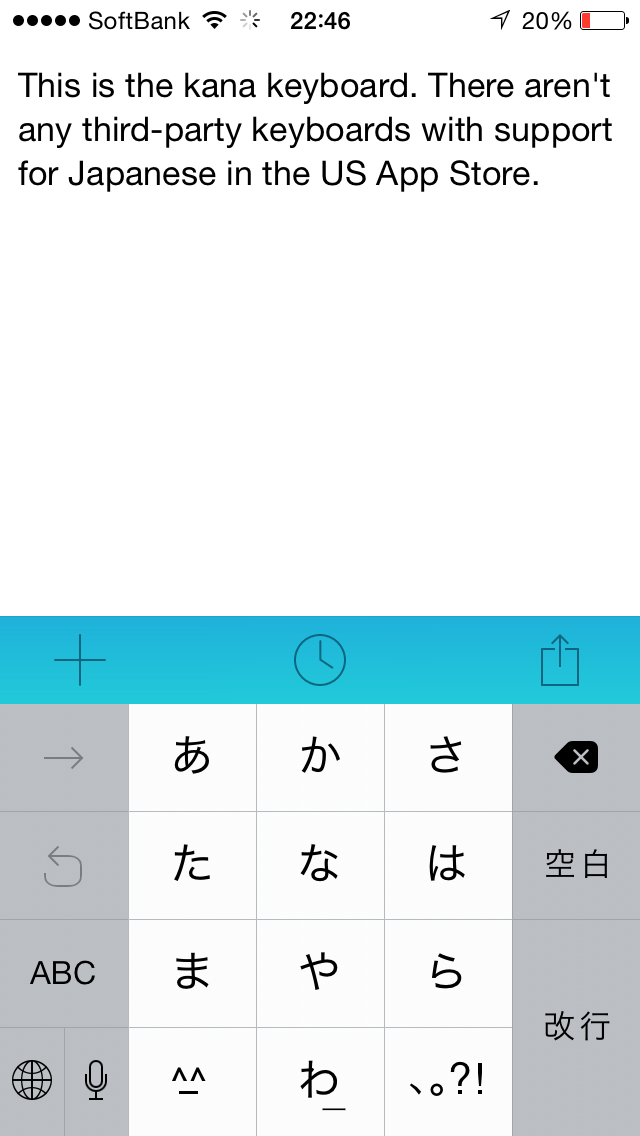 SoftBank 22:46 20%
This is the kana keyboard. There aren't
any third-party keyboards with support
for Japanese in the US App Store.
あ か さ
た な は 空白
ABC ま や ら
改行
^_^ わ_ 、。?!